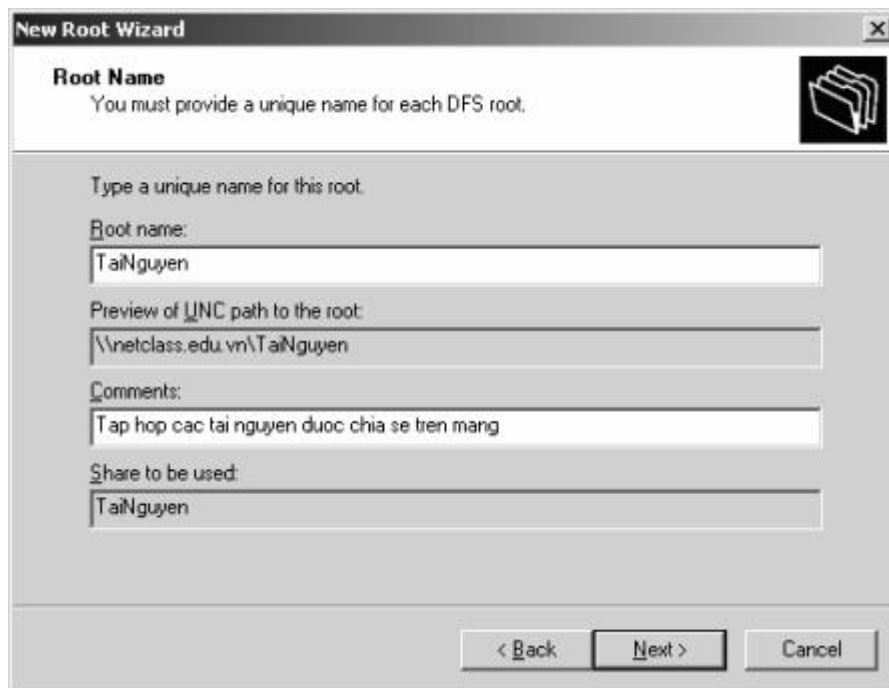 New Root Wizard
Root Name
You must provide a unique name for each DFS root.
Type a unique name for this root.
Root name:
TaiNguyen
Preview of UNC path to the root:
\\netclass.edu.vn\TaiNguyen
Comments:
Tap hop cac tai nguyen duoc chia se tren mang
Share to be used:
TaiNguyen
< Back Next > Cancel